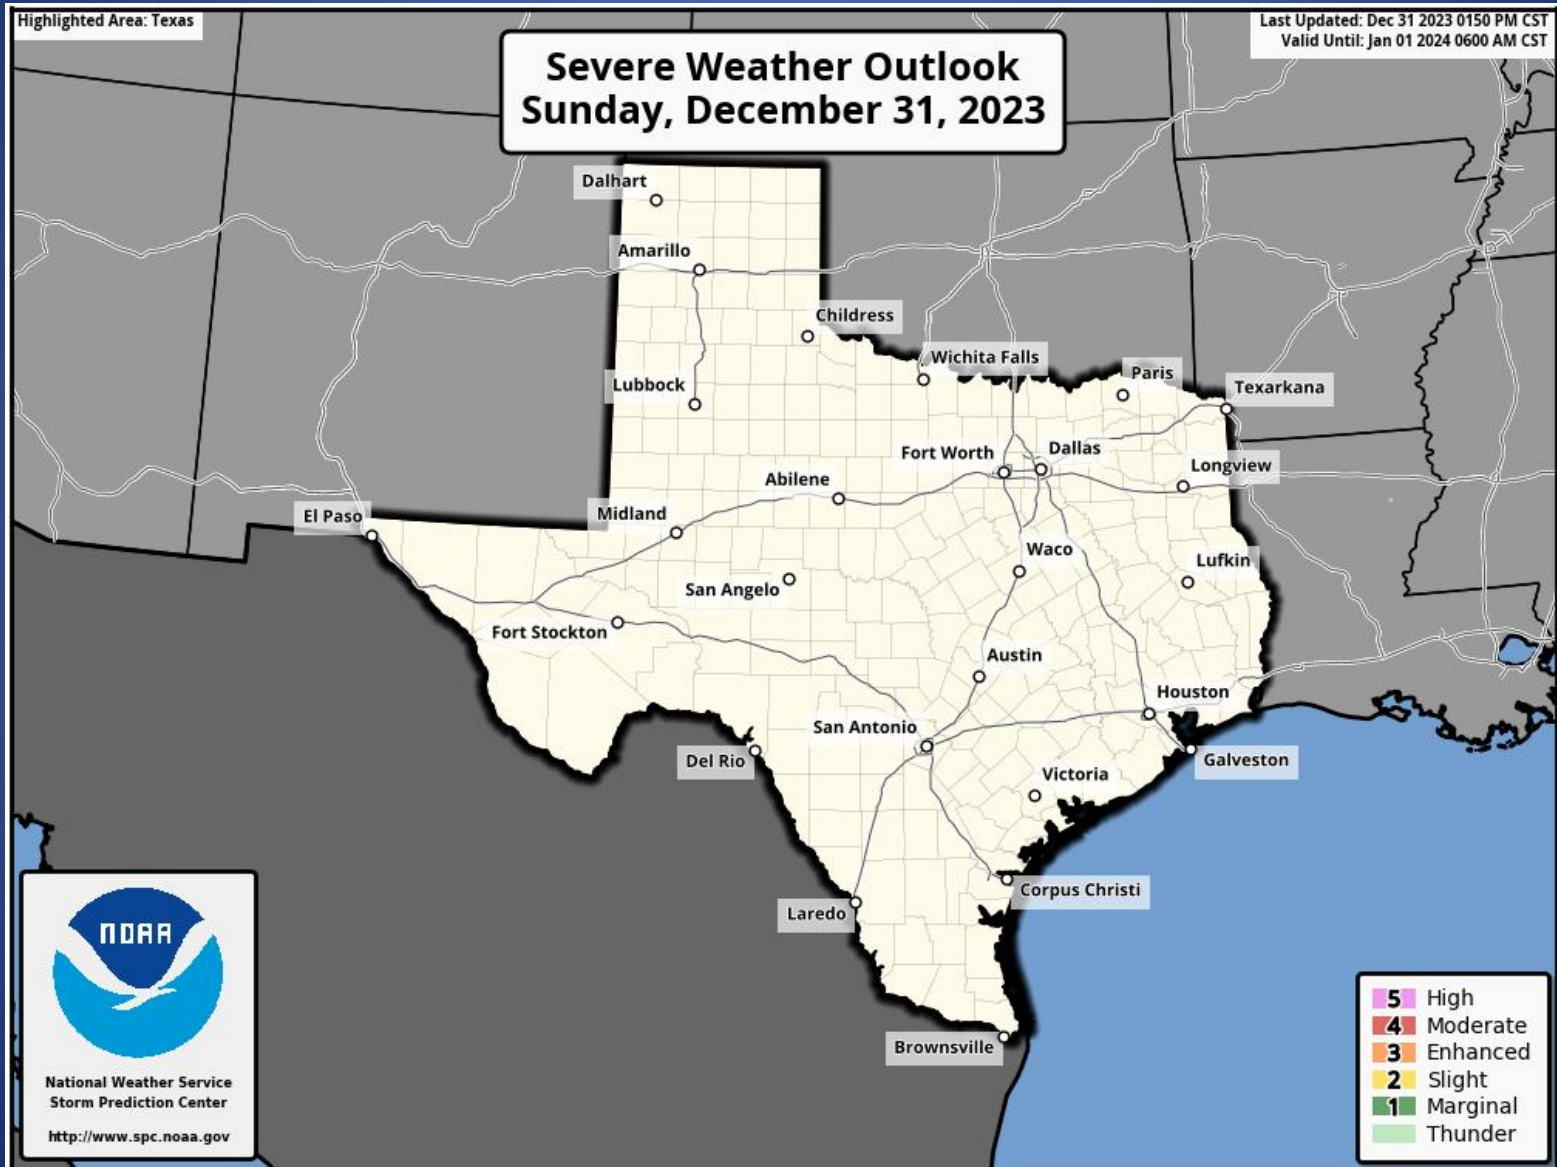 Highlighted Area: Texas
Last Updated: Dec 31 2023 0150 PM CST
Valid Until: Jan 01 2024 0600 AM CST
Severe Weather Outlook
Sunday, December 31, 2023
Dalhart
Amarillo
Childress
Wichita Falls
Paris
Texarkana
Lubbock
Fort Worth
Dallas
Longview
Abilene
El Paso
Midland
Waco
Lufkin
San Angelo
Fort Stockton
Austin
Houston
San Antonio
Del Rio
Galveston
Victoria
Corpus Christi
Laredo
Brownsville
NOAA
National Weather Service
Storm Prediction Center
http://www.spc.noaa.gov
5 High
4 Moderate
3 Enhanced
2 Slight
1 Marginal
Thunder